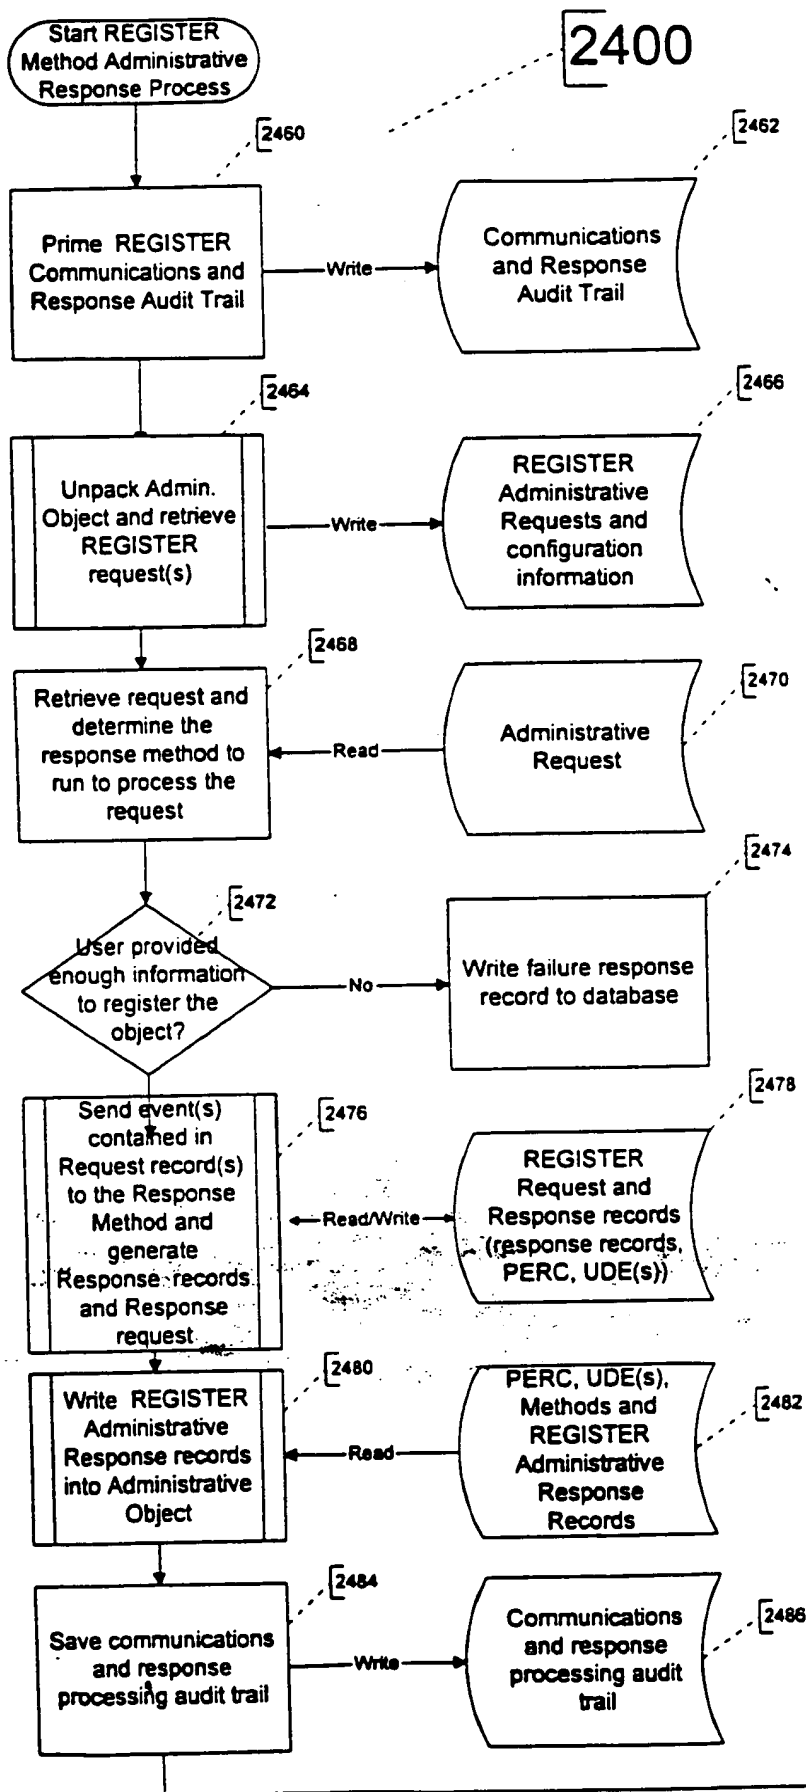 Start REGISTER
Method Administrative
Response Process
2400
2460
2462
Prime REGISTER
Communications and
Response Audit Trail
Write
Communications
and Response
Audit Trail
2464
2466
Unpack Admin.
Object and retrieve
REGISTER
request(s)
Write
REGISTER
Administrative
Requests and
configuration
information
2468
2470
Retrieve request and
determine the
response method to
run to process the
request
Read
Administrative
Request
2472
2474
User provided
enough information
to register the
object?
No
Write failure response
record to database
2476
2478
Send event(s)
contained in
Request record(s)
to the Response
Method and
generate
Response records
and Response
request
Read/Write
REGISTER
Request and
Response records
(response records,
PERC, UDE(s))
2480
2482
Write REGISTER
Administrative
Response records
into Administrative
Object
Read
PERC, UDE(s),
Methods and
REGISTER
Administrative
Response
Records
2484
2486
Save communications
and response
processing audit trail
Write
Communications
and response
processing audit
trail